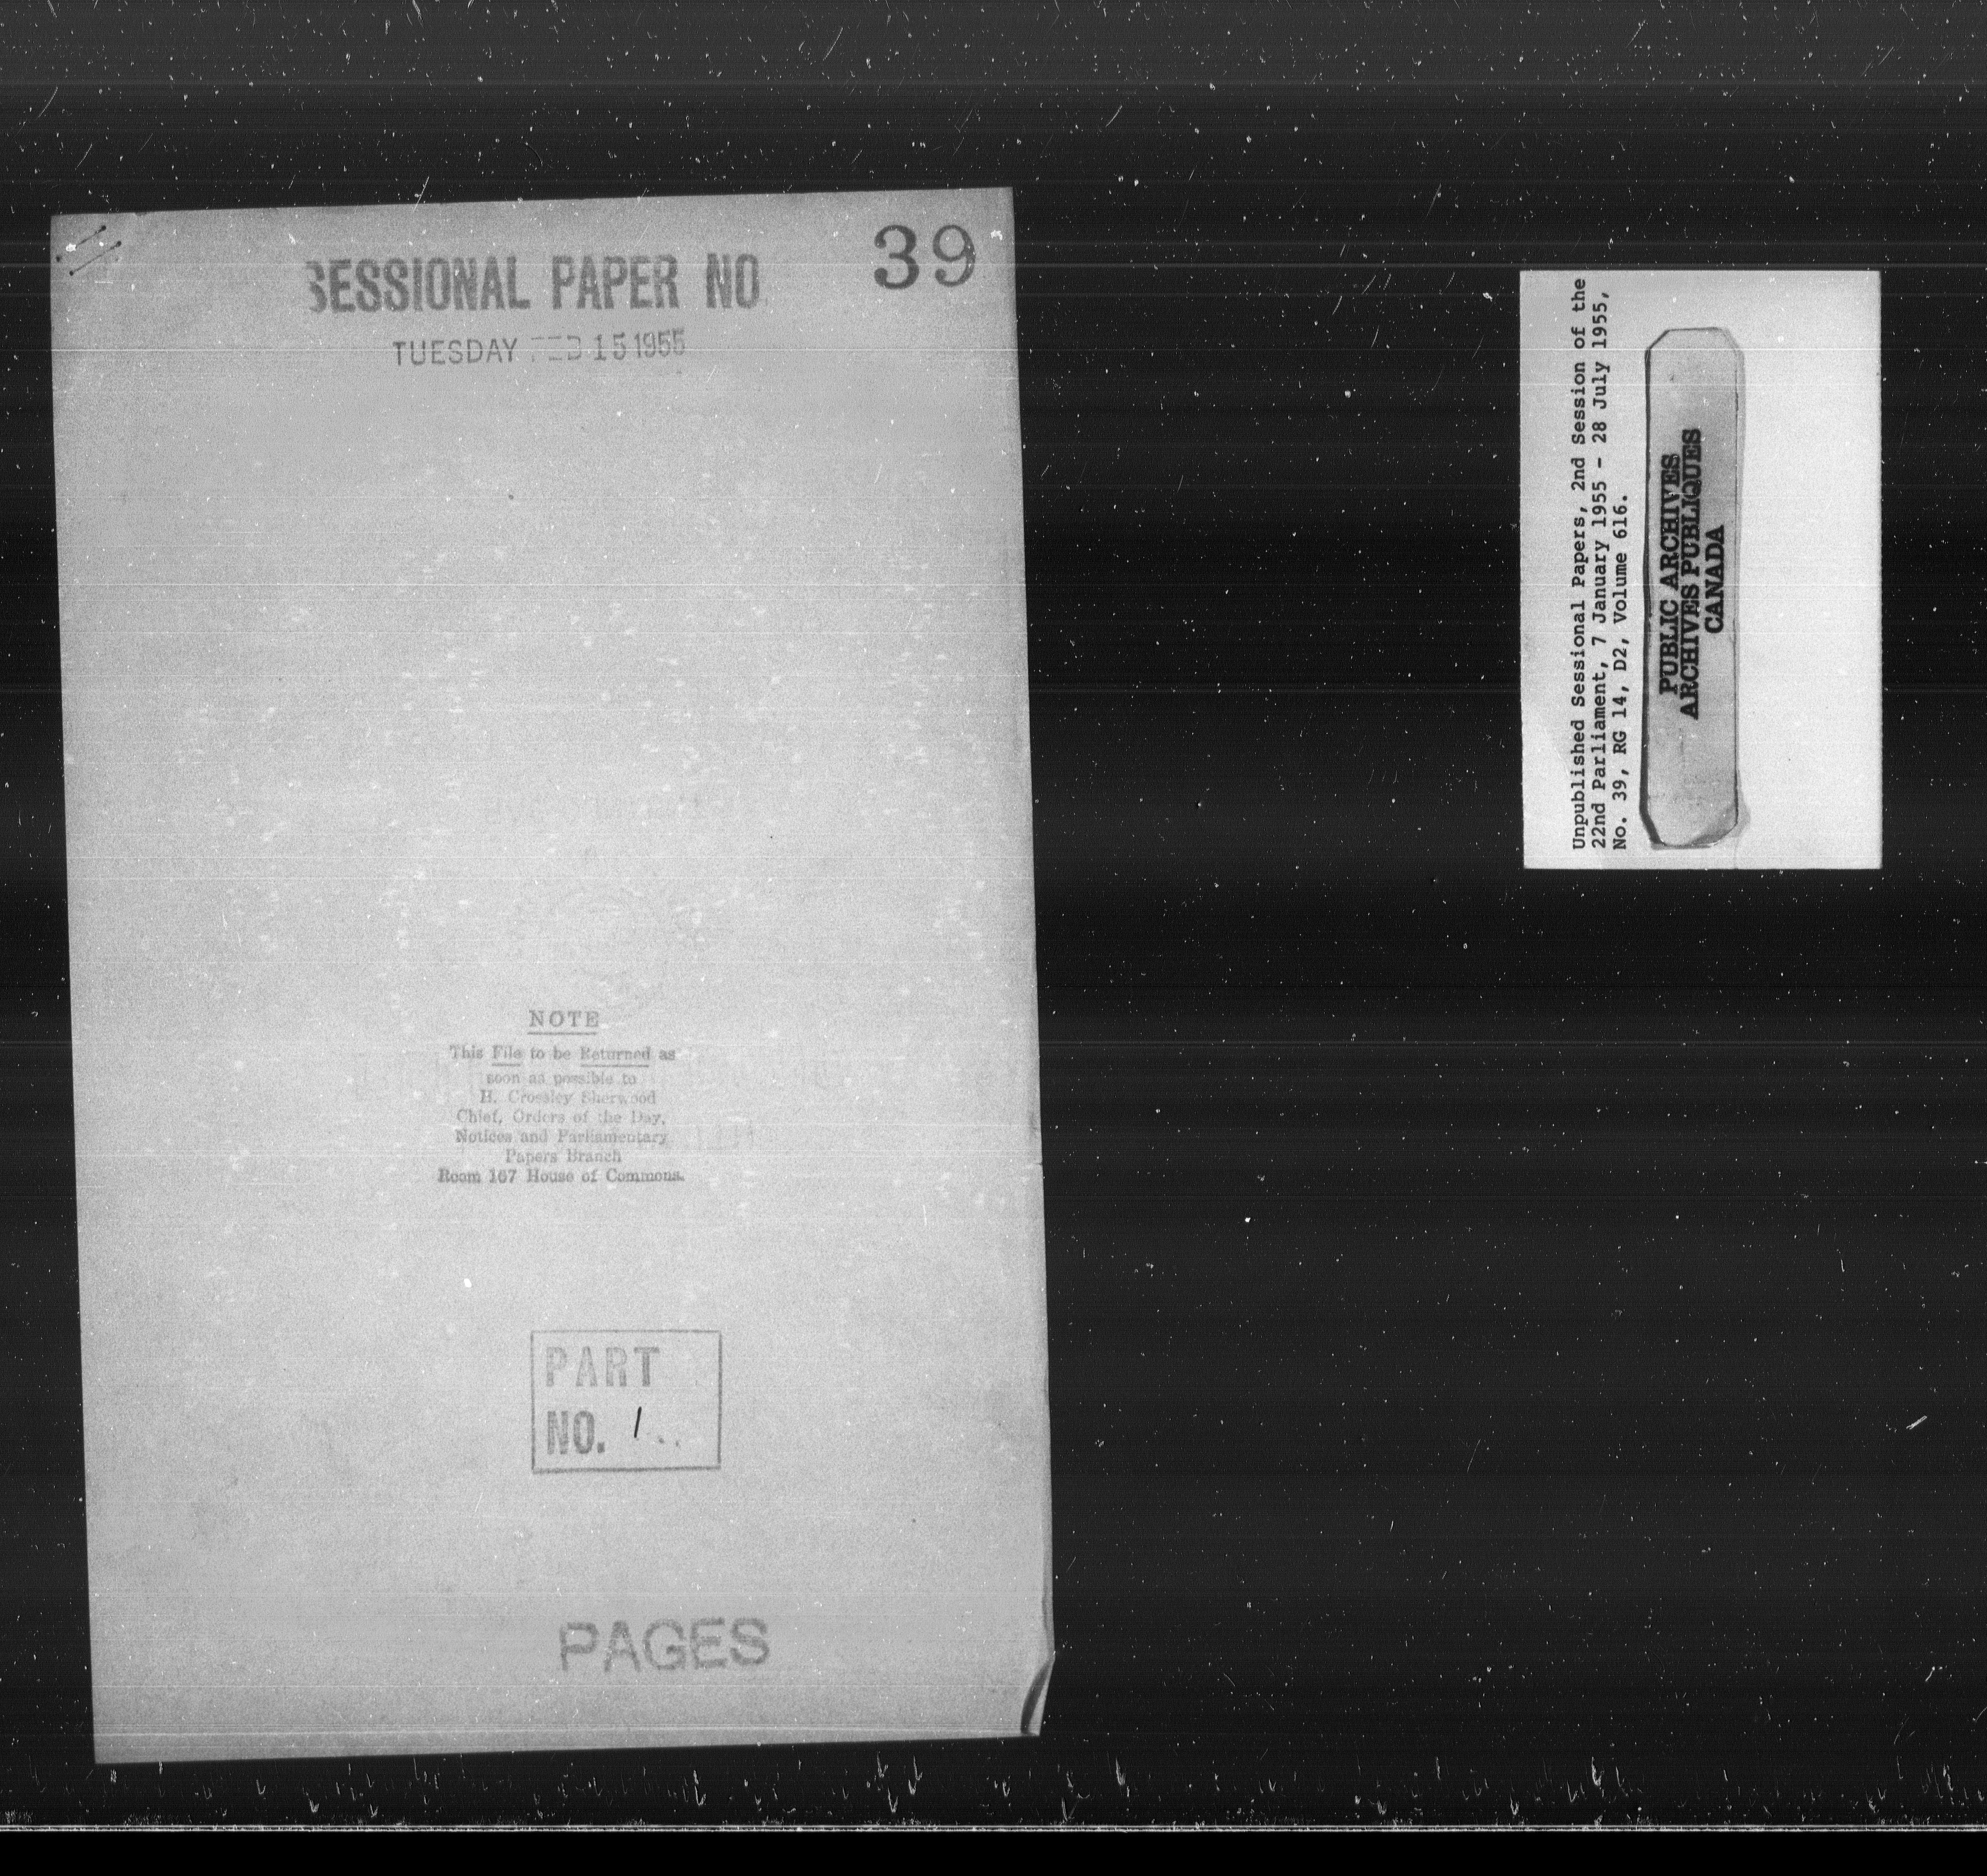 SESSIONAL PAPER NO 39
TUESDAY FEB 15 1955
NOTE
This File to be Returned as
soon as possible to
H. Crossley Sherwood
Chief, Orders of the Day,
Notices and Parliamentary
Papers Branch
Room 167 House of Commons.
PART
NO. 1
PAGES
Unpublished Sessional Papers, 2nd Session of the
22nd Parliament, 7 January 1955 - 28 July 1955,
No. 39, RG 14, D2, Volume 616.
PUBLIC ARCHIVES
ARCHIVES PUBLIQUES
CANADA